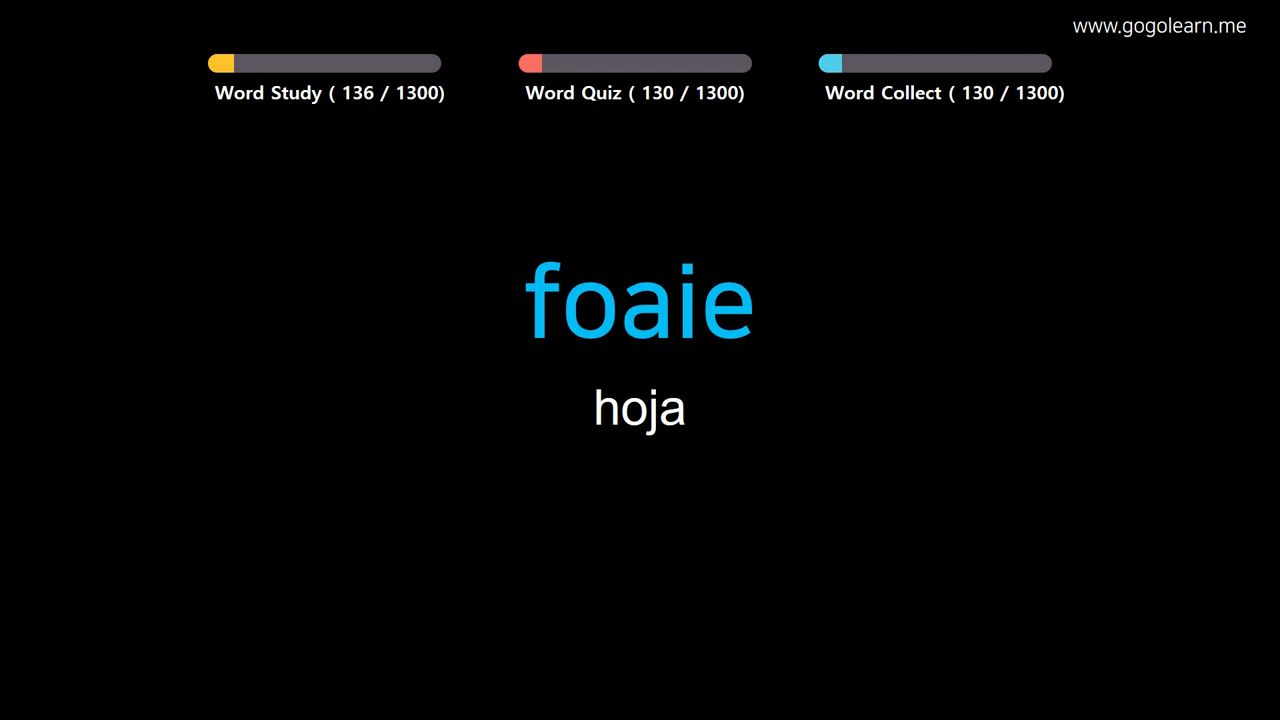 www.gogolearn.me
Word Study ( 136 / 1300)
Word Quiz ( 130 / 1300)
Word Collect ( 130 / 1300)
foaie
hoja